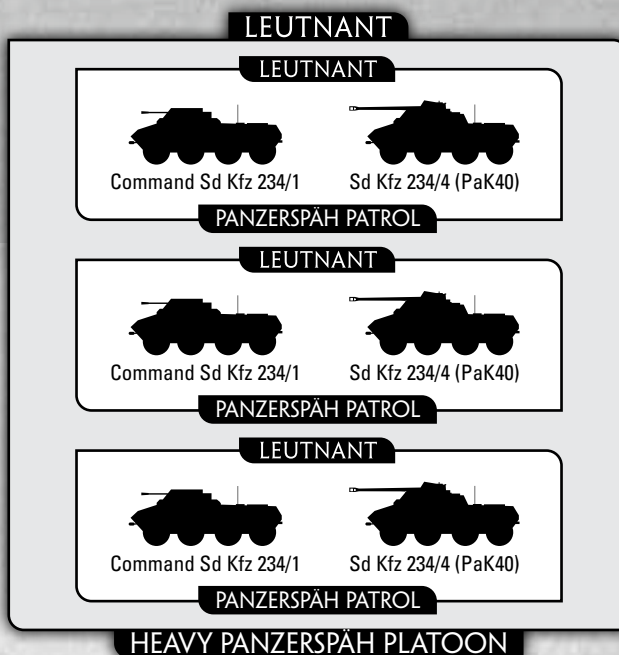 LEUTNANT
LEUTNANT
Command Sd Kfz 234/1 Sd Kfz 234/4 (PaK40)
PANZERSPÄH PATROL
LEUTNANT
Command Sd Kfz 234/1 Sd Kfz 234/4 (PaK40)
PANZERSPÄH PATROL
LEUTNANT
Command Sd Kfz 234/1 Sd Kfz 234/4 (PaK40)
PANZERSPÄH PATROL
HEAVY PANZERSPÄH PLATOON